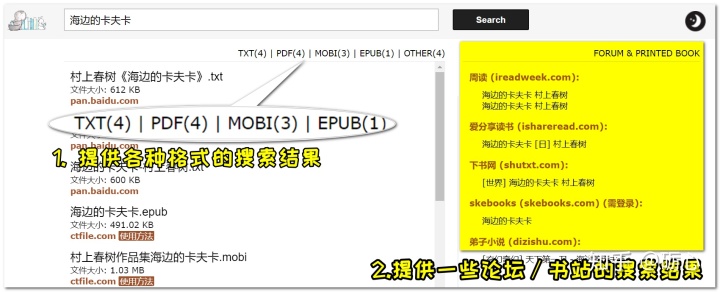 海边的卡夫卡
Search
TXT(4) | PDF(4) | MOBI(3) | EPUB(1) | OTHER(4)
村上春树《海边的卡夫卡》.txt
文件大小: 612 KB
pan.baidu.com
TXT(4) | PDF(4) | MOBI(3) | EPUB(1)
1. 提供各种格式的搜索结果
海边的卡夫卡 村上春树.txt
文件大小: 600 KB
pan.baidu.com
海边的卡夫卡.epub
文件大小: 491.02 KB
ctfile.com 使用方法
村上春树作品集海边的卡夫卡.mobi
文件大小: 1.03 MB
ctfile.com 使用方法
FORUM & PRINTED BOOK
周读 (ireadweek.com):
海边的卡夫卡 村上春树
海边的卡夫卡 村上春树
爱分享读书 (ishareread.com):
海边的卡夫卡 [日] 村上春树
下书网 (shutxt.com):
[世界] 海边的卡夫卡 村上春树
skebooks (skebooks.com) (需登录):
海边的卡夫卡
弟子小说 (dizishu.com):
2.提供一些论坛/书站的搜索结果